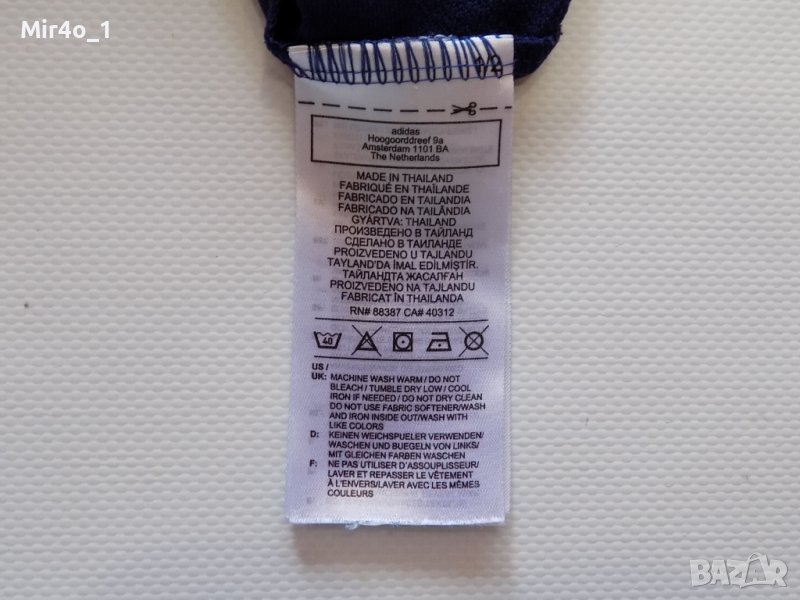 Mir4o_1
12
adidas
Hoogoorddreef 9a
Amsterdam 1101 BA
The Netherlands
MADE IN THAILAND
FABRIQUÉ EN THAÏLANDE
FABRICADO EN TAILANDIA
FABRICADO NA TAILÂNDIA
GYÁRTVA: THAILAND
ПРОИЗВЕДЕНО В ТАЙЛАНД
СДЕЛАНО В ТАИЛАНДЕ
PROIZVEDENO U TAJLANDU
TAYLAND'DA İMAL EDİLMİŞTİR.
ТАЙЛАНДТА ЖАСАЛҒАН
PROIZVEDENO NA TAJLANDU
FABRICAT ÎN THAILANDA
RN# 88387 CA# 40312
40
US /
UK: MACHINE WASH WARM / DO NOT
BLEACH / TUMBLE DRY LOW / COOL
IRON IF NEEDED / DO NOT DRY CLEAN
DO NOT USE FABRIC SOFTENER/WASH
AND IRON INSIDE OUT/WASH WITH
LIKE COLORS
D: KEINEN WEICHSPUELER VERWENDEN/
WASCHEN UND BUEGELN VON LINKS/
MIT GLEICHEN FARBEN WASCHEN
F: NE PAS UTILISER D'ASSOUPLISSEUR/
LAVER ET REPASSER LE VÊTEMENT
À L'ENVERS/LAVER AVEC LES MÊMES
COULEURS
BAZAR